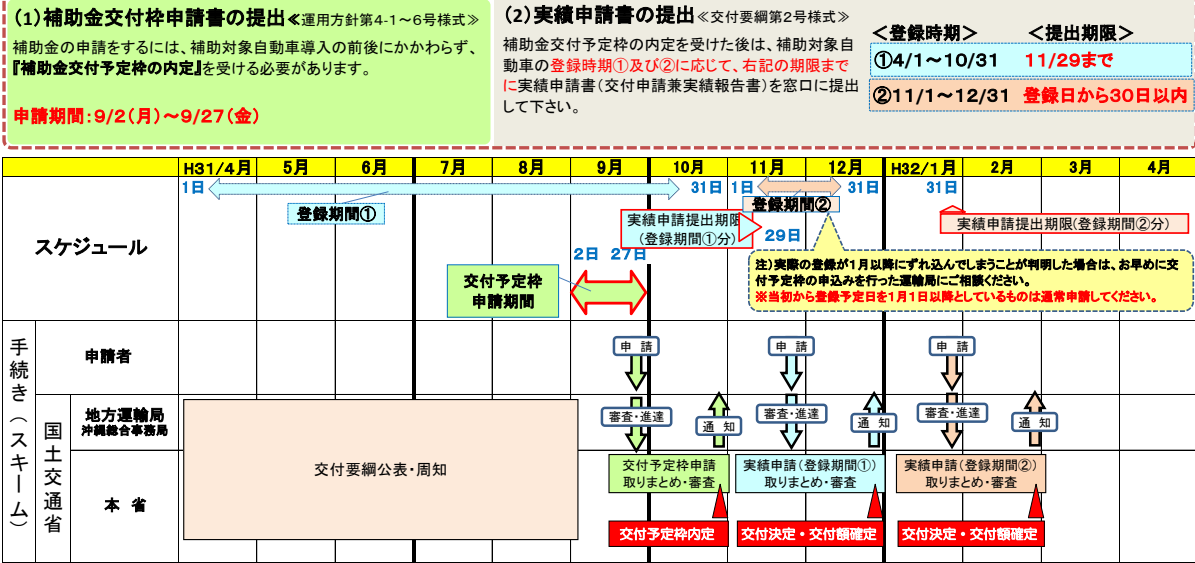 (1)補助金交付枠申請書の提出≪運用方針第4-1～6号様式≫
補助金の申請をするには、補助対象自動車導入の前後にかかわらず、
『補助金交付予定枠の内定』を受ける必要があります。
申請期間：9/2(月)～9/27(金)
(2)実績申請書の提出≪交付要綱第2号様式≫
補助金交付予定枠の内定を受けた後は、補助対象自
動車の登録時期①及び②に応じて、右記の期限まで
に実績申請書(交付申請兼実績報告書)を窓口に提出
して下さい。
＜登録時期＞ ＜提出期限＞
①4/1～10/31 11/29まで
②11/1～12/31 登録日から30日以内
H31/4月 5月 6月 7月 8月 9月 10月 11月 12月 H32/1月 2月 3月 4月
スケジュール
1日 31日 1日 31日 31日
登録期間①
登録期間②
実績申請提出期限
(登録期間①分)
29日
実績申請提出期限(登録期間②分)
2日 27日
交付予定枠
申請期間
注)実際の登録が1月以降にずれ込んでしまうことが判明した場合は、お早めに交
付予定枠の申込みを行った運輸局にご相談ください。
※当初から登録予定日を1月1日以降としているものは通常申請してください。
手続き(スキーム)
申請者
申 請 申 請 申 請
国土交通省
地方運輸局
沖縄総合事務局
審査・進達 通 知 審査・進達 通 知 審査・進達 通 知
本 省
交付要綱公表・周知
交付予定枠申請
取りまとめ・審査
実績申請(登録期間①)
取りまとめ・審査
実績申請(登録期間②)
取りまとめ・審査
交付予定枠内定
交付決定・交付額確定
交付決定・交付額確定